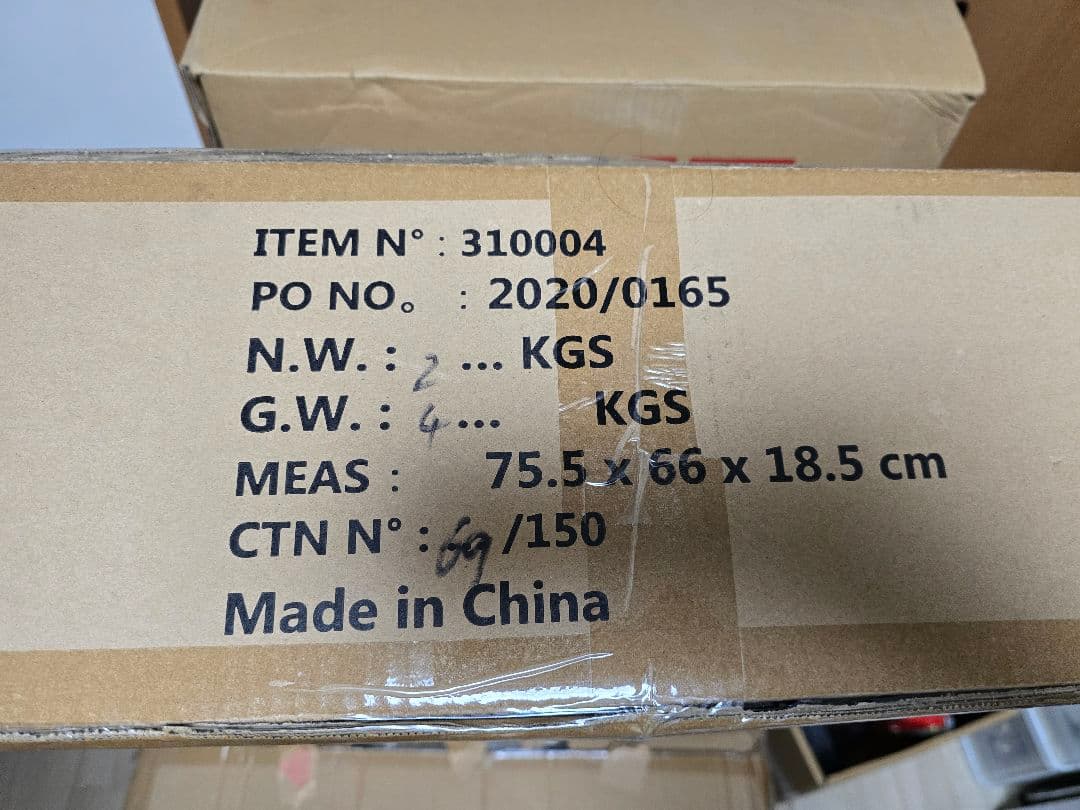 ITEM N° : 310004
PO NO。 : 2020/0165
N.W. : 2 ... KGS
G.W. : 4 ... KGS
MEAS : 75.5 x 66 x 18.5 cm
CTN N° : 69 /150
Made in China